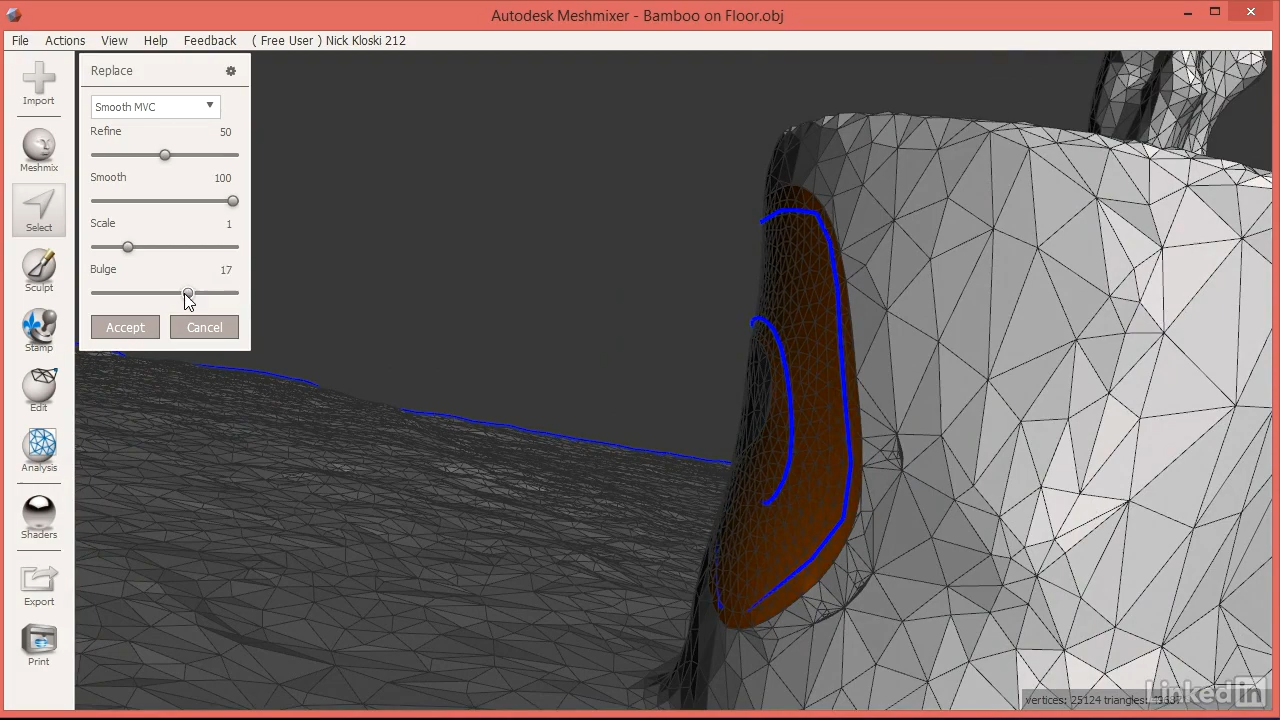 Autodesk Meshmixer - Bamboo on Floor.obj
File Actions View Help Feedback ( Free User ) Nick Kloski 212
Import
Meshmix
Select
Sculpt
Stamp
Edit
Analysis
Shaders
Export
Print
Replace
Smooth MVC
Refine 50
Smooth 100
Scale 1
Bulge 17
Accept Cancel
vertices: 25124 triangles:
Linked in